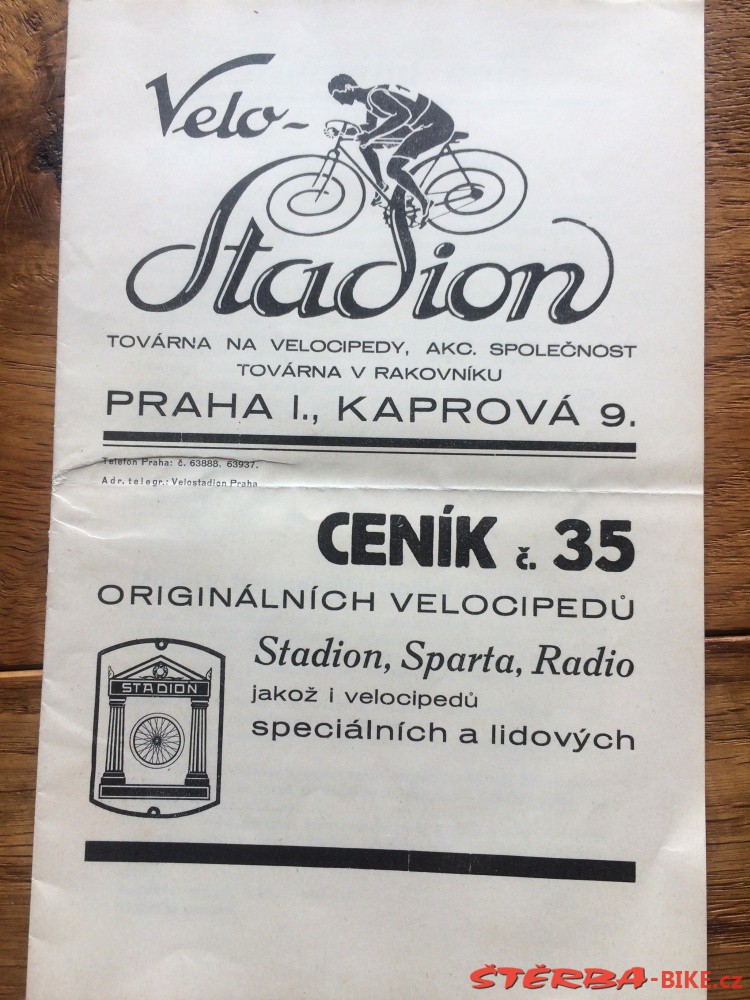 Velo-
Stadion
TOVÁRNA NA VELOCIPEDY, AKC. SPOLEČNOST
TOVÁRNA V RAKOVNÍKU
PRAHA I., KAPROVÁ 9.
Telefon Praha: č. 63888, 63937.
Adr. telegr.: Velostadion Praha
CENÍK č. 35
ORIGINÁLNÍCH VELOCIPEDŮ
Stadion, Sparta, Radio
jakož i velocipedů
speciálních a lidových
STADION
ŠTĚRBA-BIKE.cz